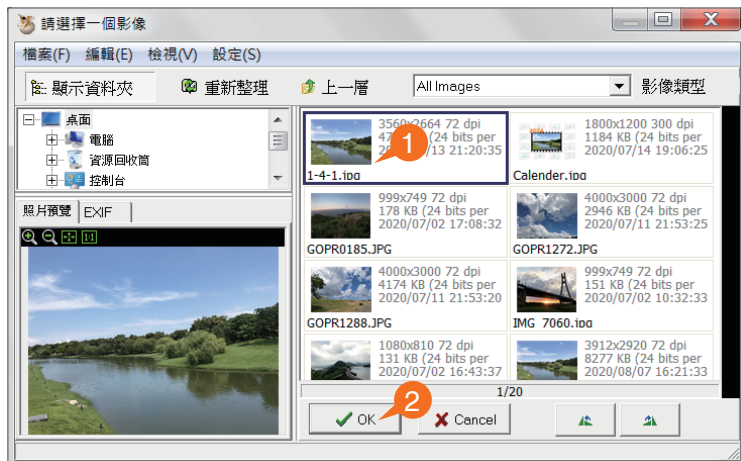 請選擇一個影像
檔案(F) 編輯(E) 檢視(V) 設定(S)
顯示資料夾 重新整理 上一層 All Images 影像類型
桌面
電腦
資源回收筒
控制台
照片預覽 EXIF
1:1
3560x2664 72 dpi
(24 bits per
/13 21:20:35
1-4-1.jpg
1
1800x1200 300 dpi
1184 KB (24 bits per
2020/07/14 19:06:25
Calender.jpg
999x749 72 dpi
178 KB (24 bits per
2020/07/02 17:08:32
GOPR0185.JPG
4000x3000 72 dpi
2946 KB (24 bits per
2020/07/11 21:53:25
GOPR1272.JPG
4000x3000 72 dpi
4174 KB (24 bits per
2020/07/11 21:53:20
GOPR1288.JPG
999x749 72 dpi
151 KB (24 bits per
2020/07/02 10:32:33
IMG_7060.jpg
1080x810 72 dpi
131 KB (24 bits per
2020/07/02 16:43:37
3912x2920 72 dpi
8277 KB (24 bits per
2020/08/07 16:21:33
1/20
2
OK Cancel